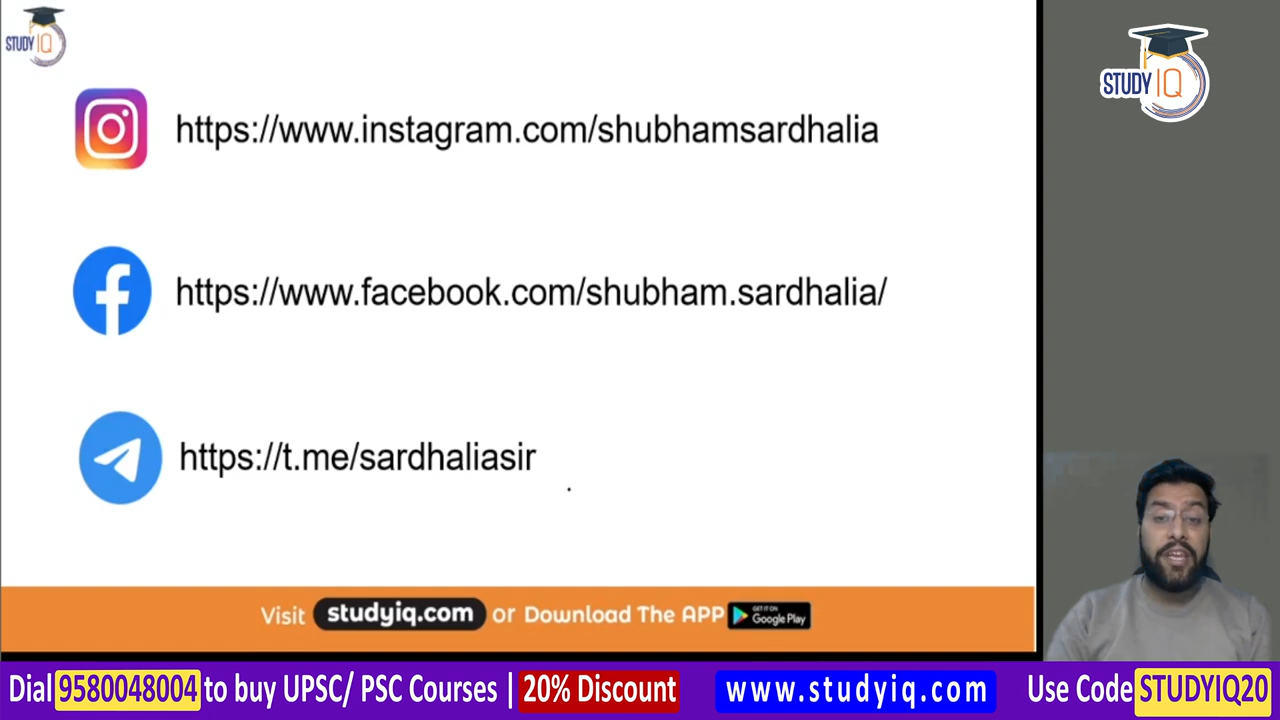 STUDY IQ
https://www.instagram.com/shubhamsardhalia
https://www.facebook.com/shubham.sardhalia/
https://t.me/sardhaliasir
Visit studyiq.com or Download The APP GET IT ON Google Play
STUDY IQ
Dial 9580048004 to buy UPSC/ PSC Courses | 20% Discount www.studyiq.com Use Code STUDYIQ20